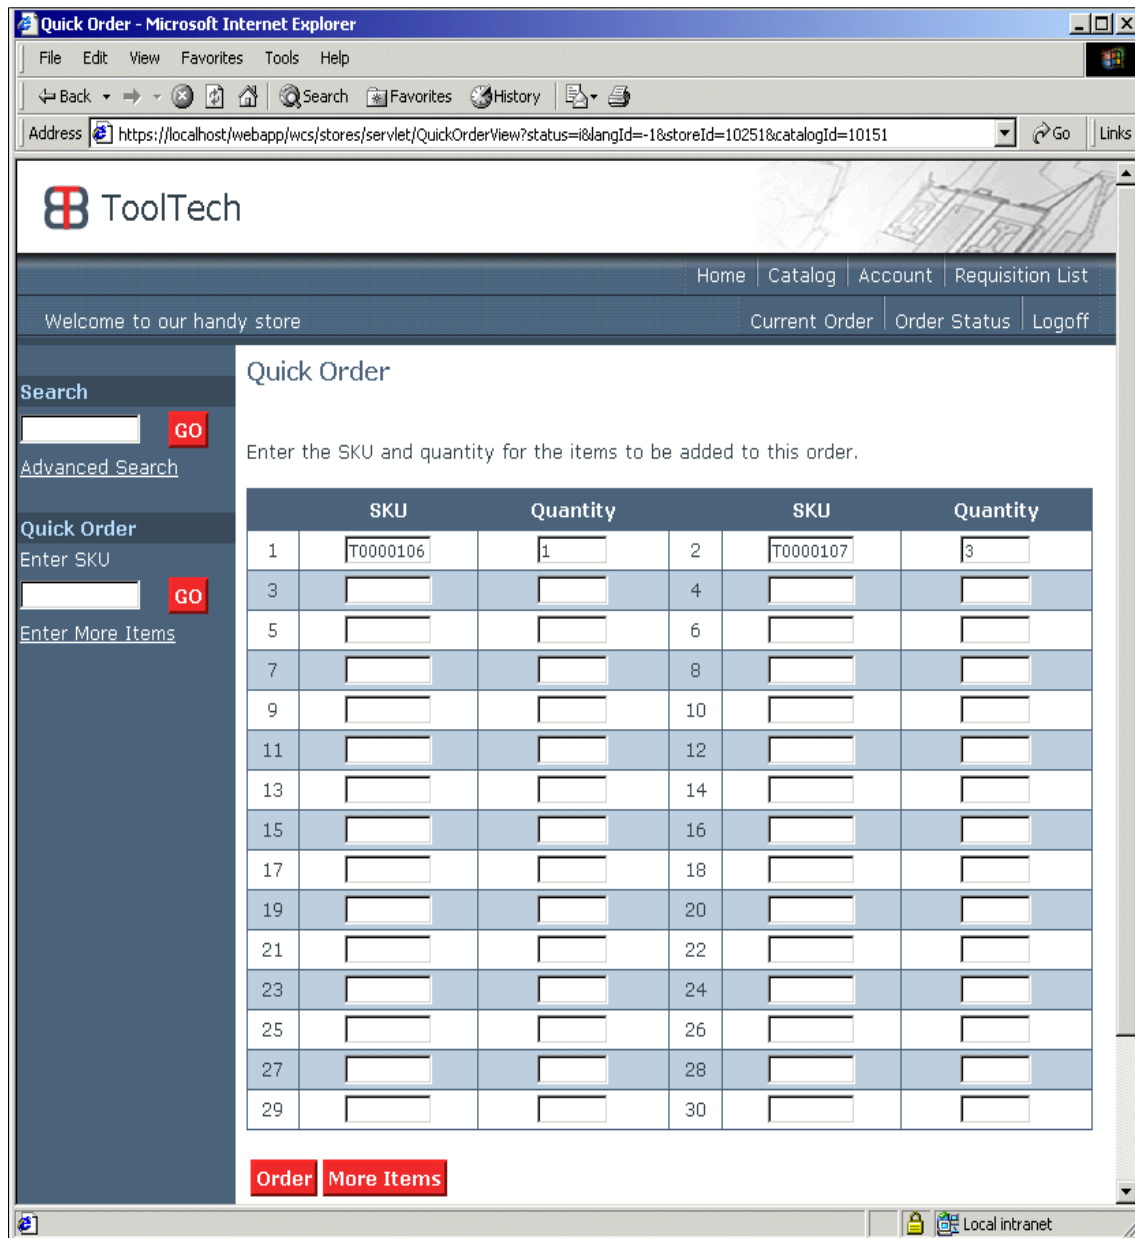 Quick Order - Microsoft Internet Explorer
File Edit View Favorites Tools Help
Back Search Favorites History
Address https://localhost/webapp/wcs/stores/servlet/QuickOrderView?status=i&langId=-1&storeId=10251&catalogId=10151 Go Links
ToolTech
Home Catalog Account Requisition List
Welcome to our handy store Current Order Order Status Logoff
Quick Order
Search
GO
Advanced Search
Enter the SKU and quantity for the items to be added to this order.
Quick Order
Enter SKU
GO
Enter More Items
SKU Quantity SKU Quantity
1 T0000106 1 2 T0000107 3
3 4
5 6
7 8
9 10
11 12
13 14
15 16
17 18
19 20
21 22
23 24
25 26
27 28
29 30
Order More Items
Local intranet